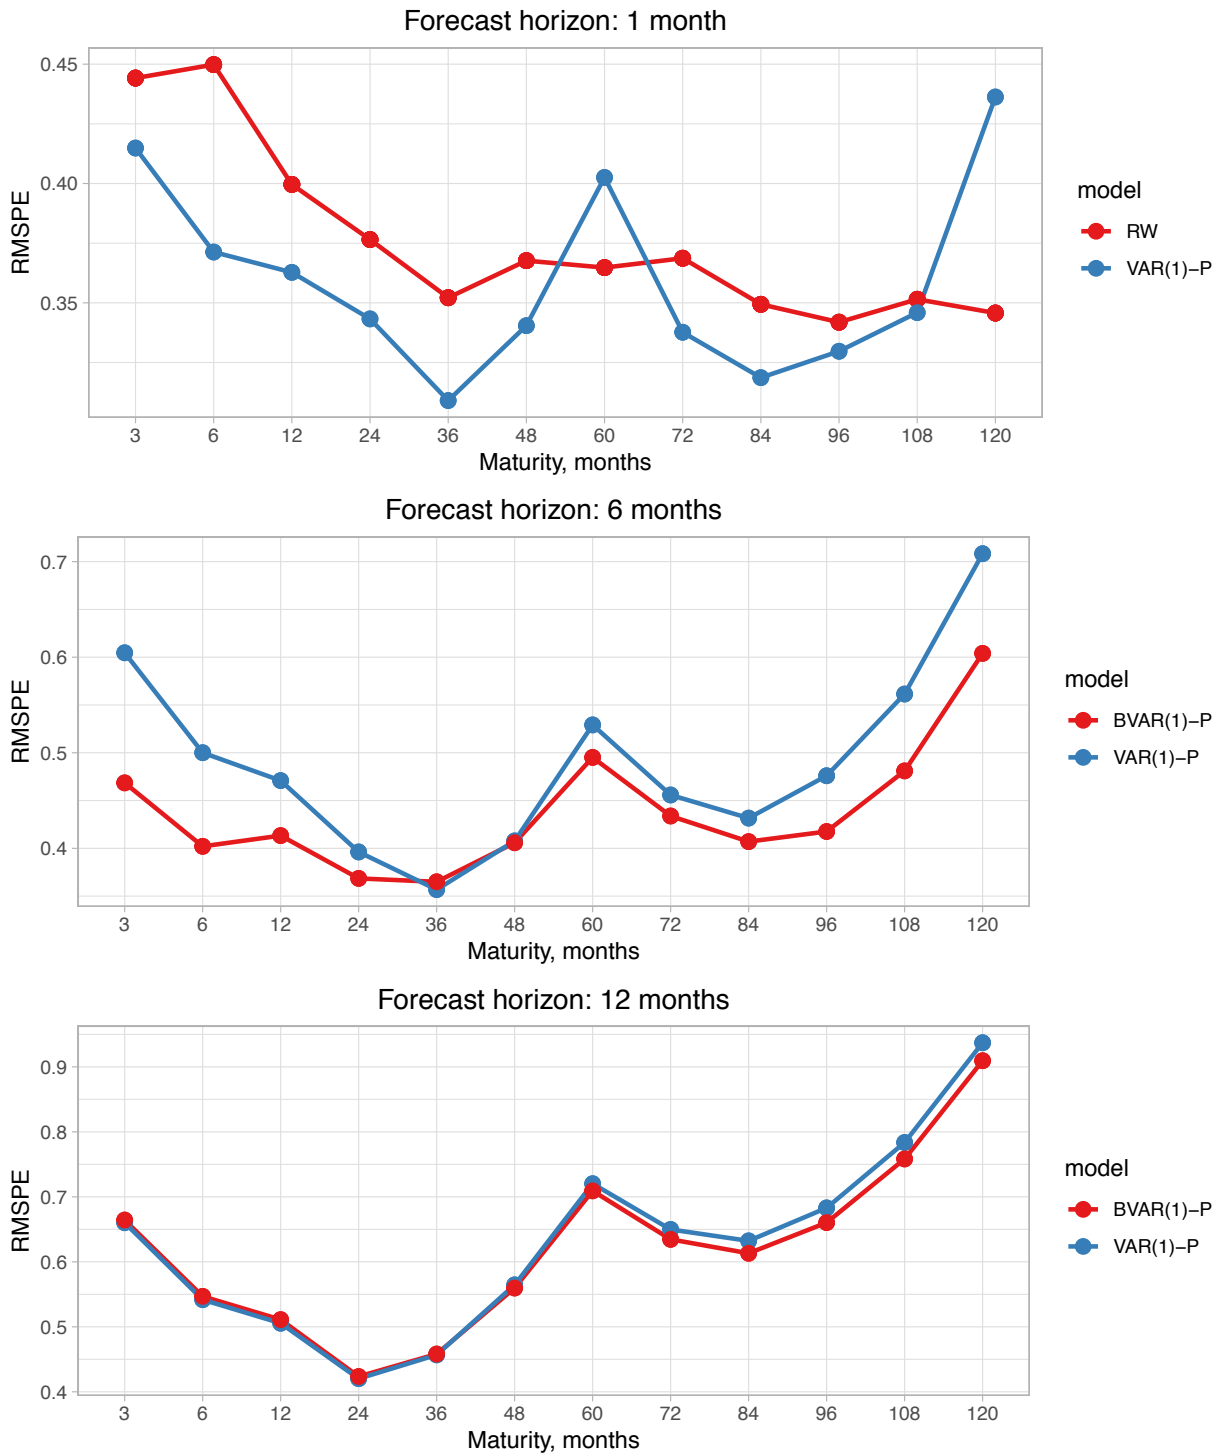 Forecast horizon: 1 month
RMSPE
0.45
0.40
0.35
3 6 12 24 36 48 60 72 84 96 108 120
Maturity, months
model
RW
VAR(1)−P
Forecast horizon: 6 months
RMSPE
0.7
0.6
0.5
0.4
3 6 12 24 36 48 60 72 84 96 108 120
Maturity, months
model
BVAR(1)−P
VAR(1)−P
Forecast horizon: 12 months
RMSPE
0.9
0.8
0.7
0.6
0.5
0.4
3 6 12 24 36 48 60 72 84 96 108 120
Maturity, months
model
BVAR(1)−P
VAR(1)−P